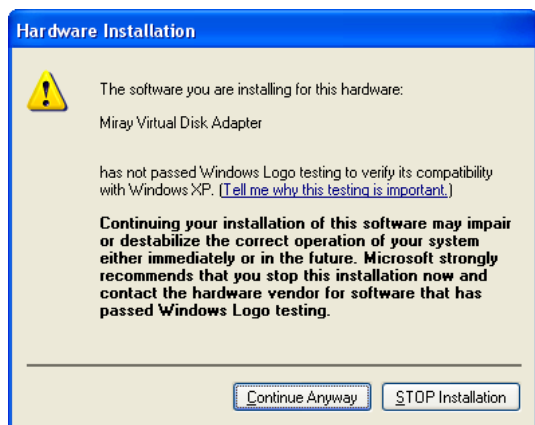 Hardware Installation
The software you are installing for this hardware:
Miray Virtual Disk Adapter
has not passed Windows Logo testing to verify its compatibility
with Windows XP. (Tell me why this testing is important.)
Continuing your installation of this software may impair
or destabilize the correct operation of your system
either immediately or in the future. Microsoft strongly
recommends that you stop this installation now and
contact the hardware vendor for software that has
passed Windows Logo testing.
Continue Anyway STOP Installation